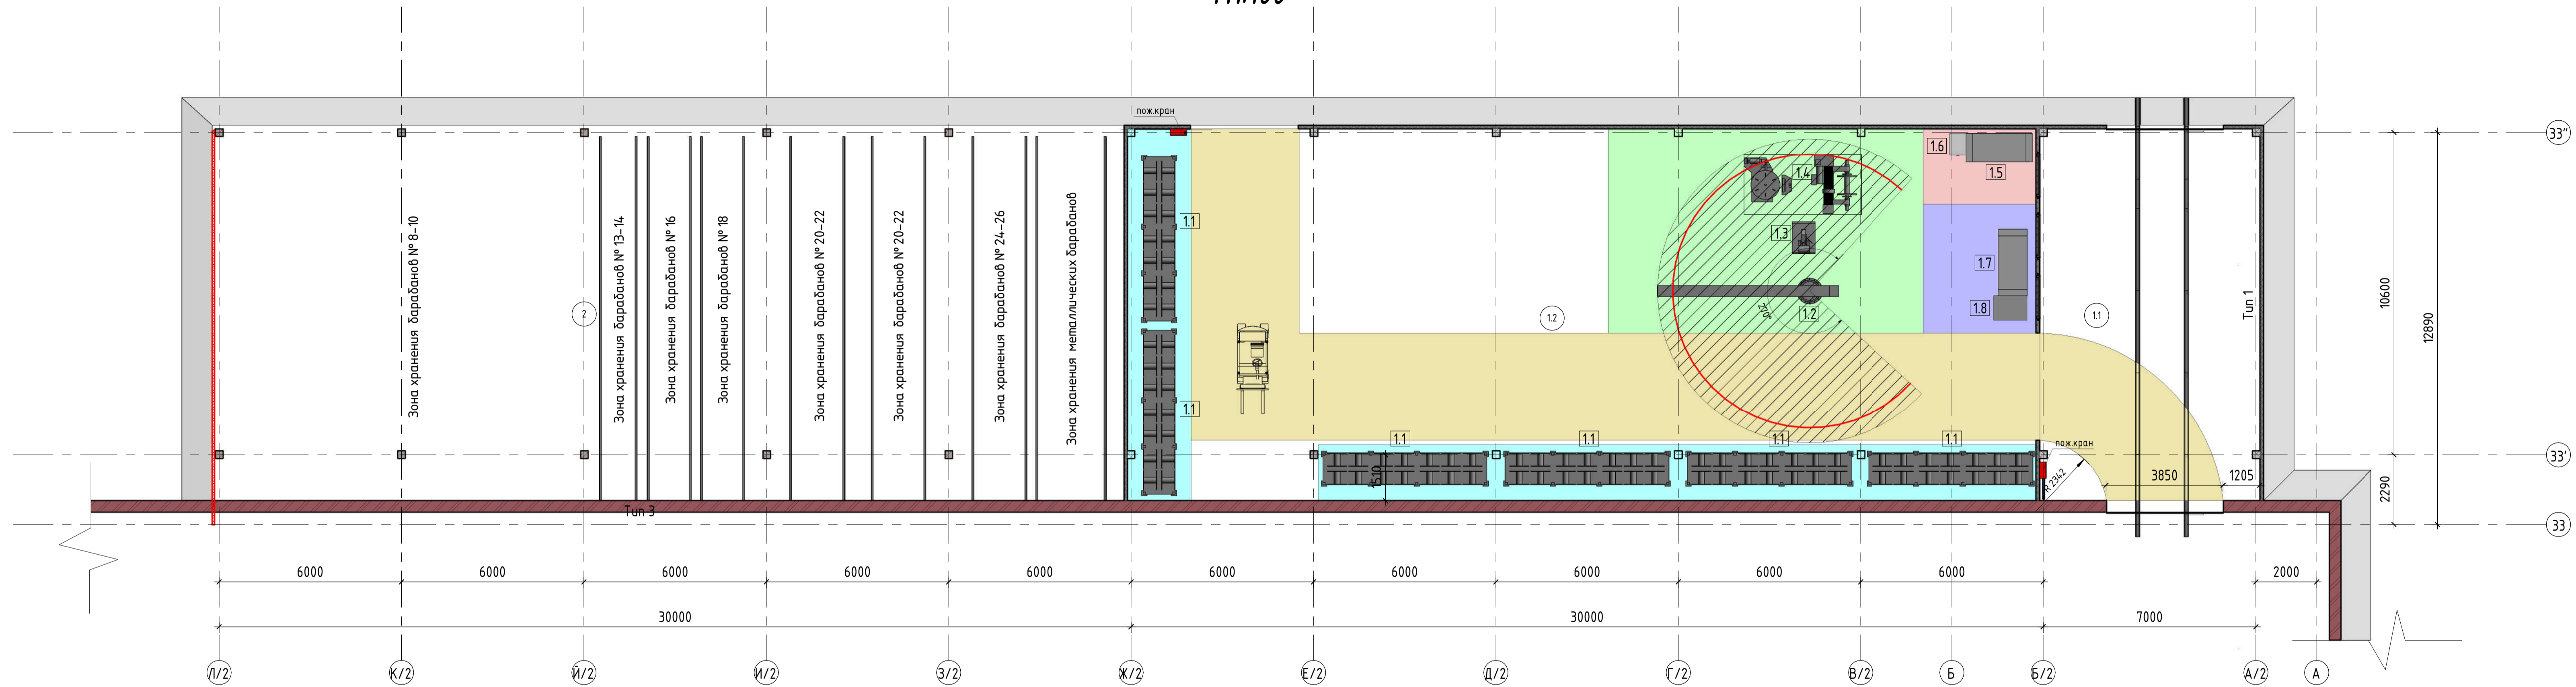 пож.кран
33"
1.6
1.5
1.4
1.1
1.3
1.7
1.8
1.2
270°
2
1.2
1.1
Зона хранения барабанов № 8-10
Зона хранения барабанов № 13-14
Зона хранения барабанов № 16
Зона хранения барабанов № 18
Зона хранения барабанов № 20-22
Зона хранения барабанов № 20-22
Зона хранения барабанов № 24-26
Зона хранения металлических барабанов
Тип 1
10600
12890
1.1
1.1
1.1
1.1
1.1
пож.кран
33'
1510
R 2342
3850
1205
2290
Тип 3
33
6000
6000
6000
6000
6000
6000
6000
6000
6000
6000
2000
30000
30000
7000
Л/2
К/2
Й/2
И/2
З/2
Ж/2
Е/2
Д/2
Г/2
В/2
Б
Б/2
А/2
А